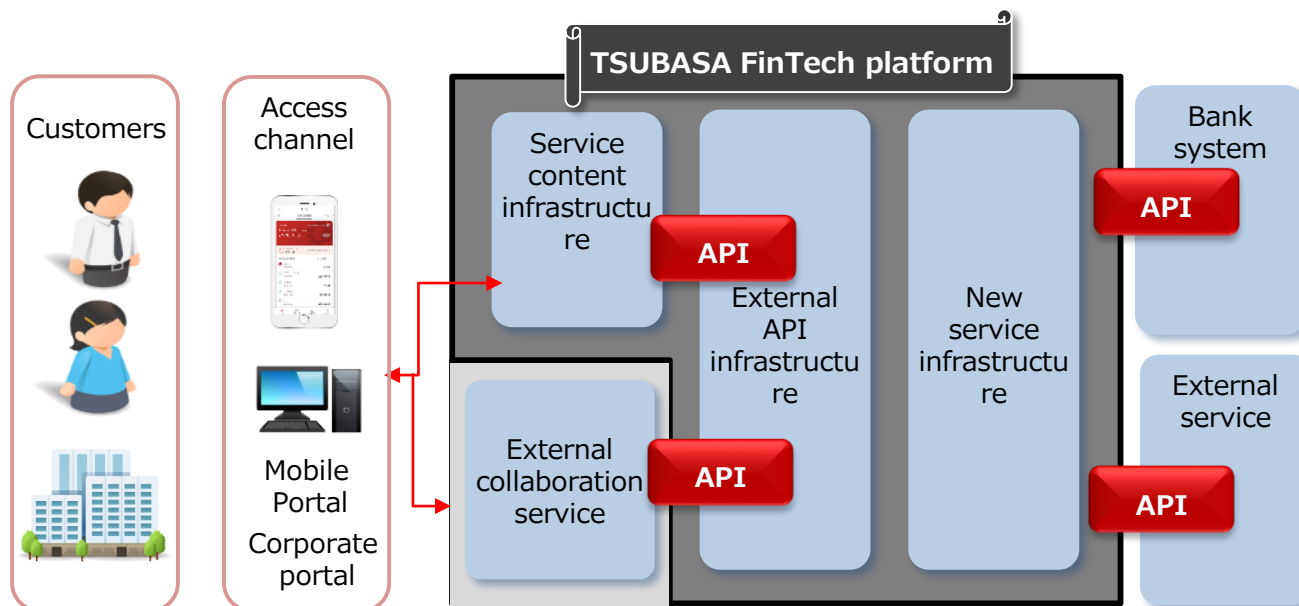 TSUBASA FinTech platform
Customers
Access
channel
Mobile
Portal
Corporate
portal
Service
content
infrastructu
re
API
External
collaboration
service
API
External
API
infrastructu
re
New
service
infrastructu
re
Bank
system
API
External
service
API